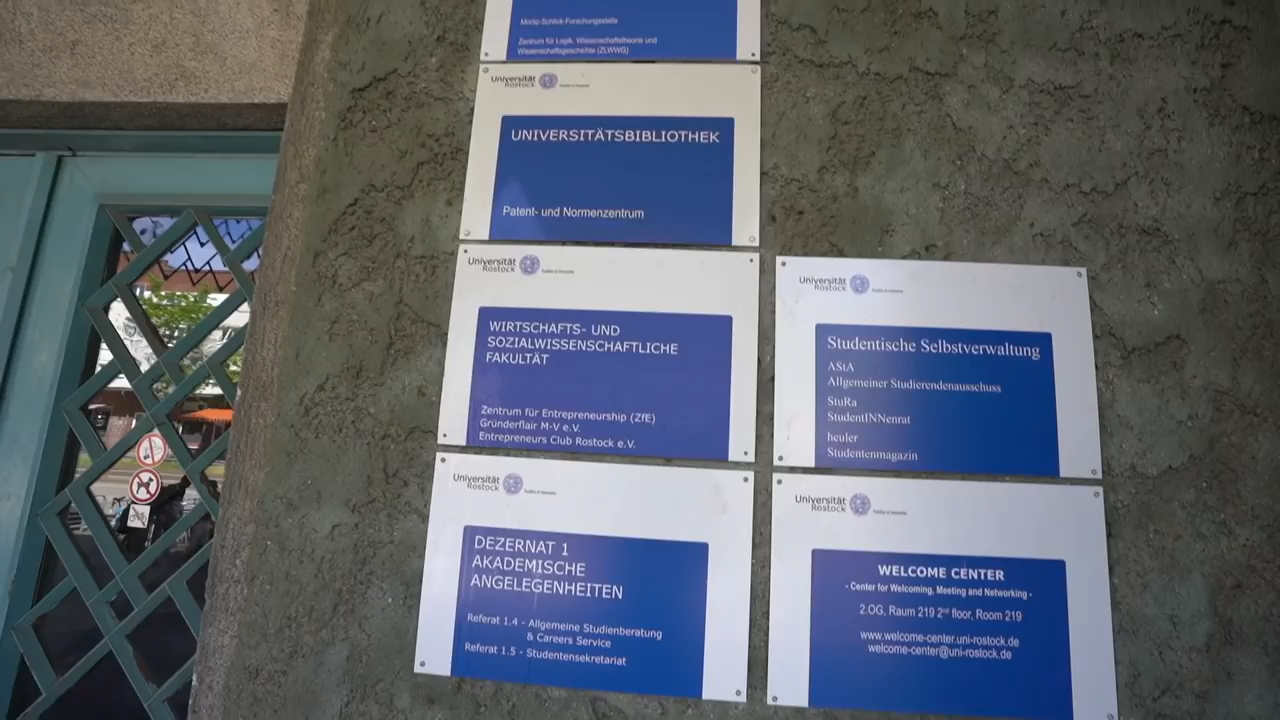 Moritz-Schlick-Forschungsstelle
Zentrum für Logik, Wissenschaftstheorie und
Wissenschaftsgeschichte (ZLWWG)
Universität
Rostock
UNIVERSITÄTSBIBLIOTHEK
Patent- und Normenzentrum
Universität
Rostock
WIRTSCHAFTS- UND
SOZIALWISSENSCHAFTLICHE
FAKULTÄT
Zentrum für Entrepreneurship (ZfE)
Gründerflair M-V e.V.
Entrepreneurs Club Rostock e.V.
Universität
Rostock
Studentische Selbstverwaltung
AStA
Allgemeiner Studierendenausschuss
StuRa
StudentINNenrat
heuler
Studentenmagazin
Universität
Rostock
DEZERNAT 1
AKADEMISCHE
ANGELEGENHEITEN
Referat 1.4 - Allgemeine Studienberatung
& Careers Service
Referat 1.5 - Studentensekretariat
Universität
Rostock
WELCOME CENTER
- Center for Welcoming, Meeting and Networking -
2.OG, Raum 219 2nd floor, Room 219
www.welcome-center.uni-rostock.de
welcome-center@uni-rostock.de